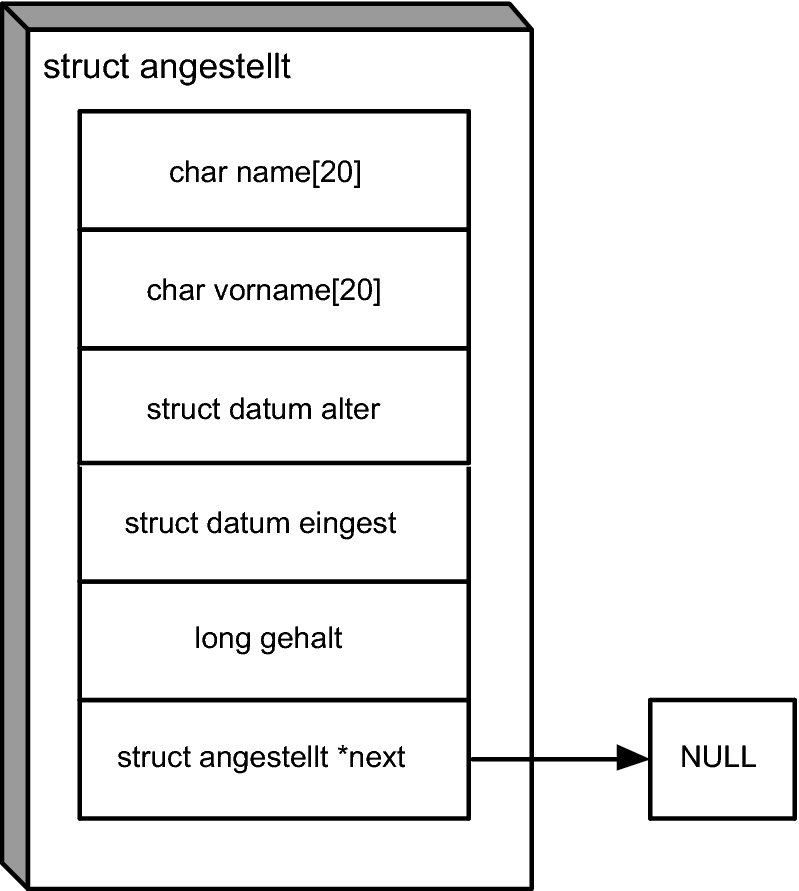 struct angestellt
char name[20]
char vorname[20]
struct datum alter
struct datum eingest
long gehalt
struct angestellt *next
NULL